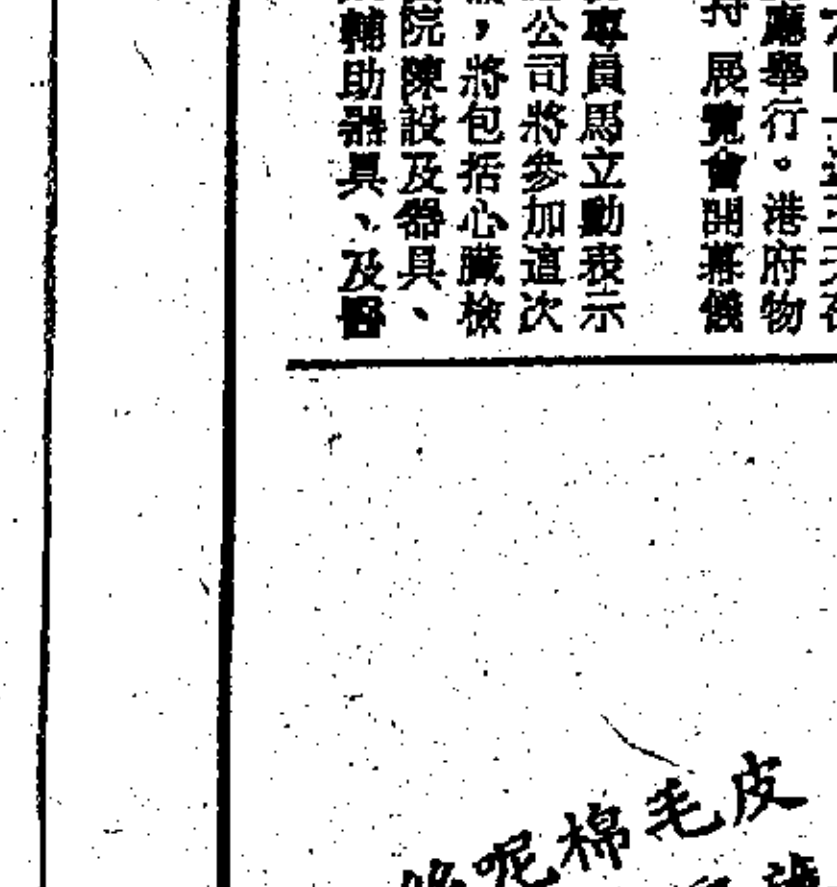 廳舉行。港府物
持 展覽會開幕儀
專員馬立勳表示
公司將參加這次
，將包括心臟檢
院陳設及器具、
輔助器具、及醫
皮毛棉呢